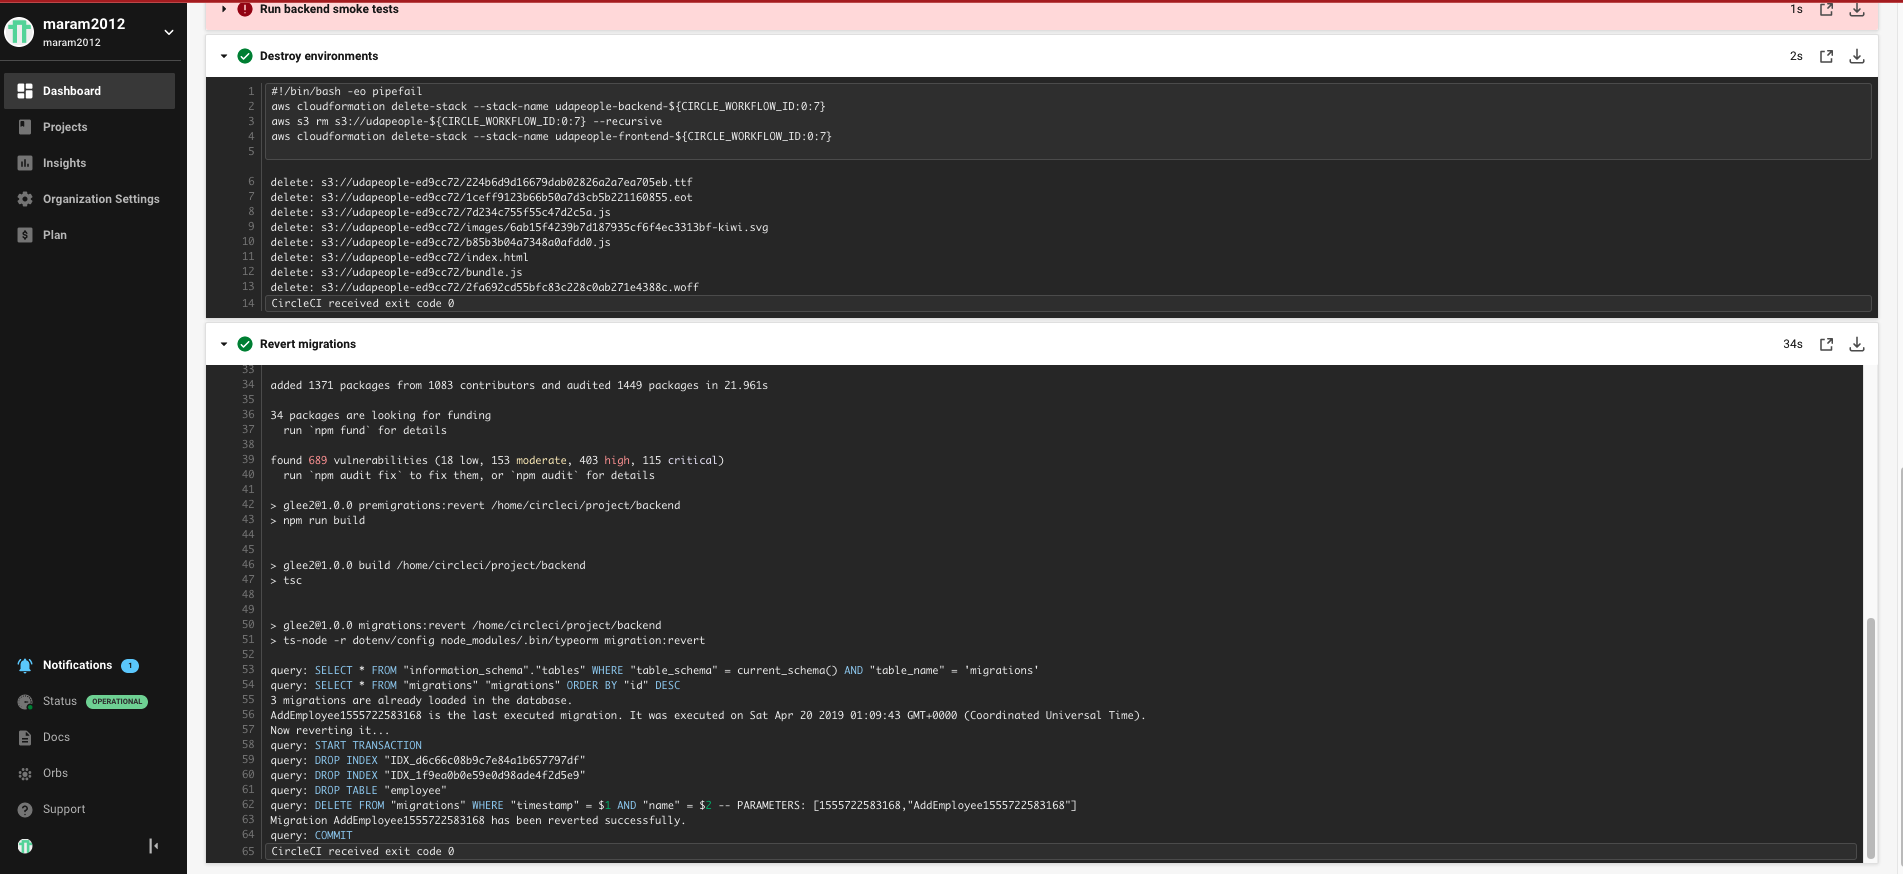 maram2012
maram2012
Dashboard
Projects
Insights
Organization Settings
Plan
Notifications 1
Status OPERATIONAL
Docs
Orbs
Support
Run backend smoke tests 1s
Destroy environments 2s
1 #!/bin/bash -eo pipefail
2 aws cloudformation delete-stack --stack-name udapeople-backend-${CIRCLE_WORKFLOW_ID:0:7}
3 aws s3 rm s3://udapeople-${CIRCLE_WORKFLOW_ID:0:7} --recursive
4 aws cloudformation delete-stack --stack-name udapeople-frontend-${CIRCLE_WORKFLOW_ID:0:7}
5
6 delete: s3://udapeople-ed9cc72/224b6d9d16679dab02826a2a7ea705eb.ttf
7 delete: s3://udapeople-ed9cc72/1ceff9123b66b50a7d3cb5b221160855.eot
8 delete: s3://udapeople-ed9cc72/7d234c755f55c47d2c5a.js
9 delete: s3://udapeople-ed9cc72/images/6ab15f4239b7d187935cf6f4ec3313bf-kiwi.svg
10 delete: s3://udapeople-ed9cc72/b85b3b04a7348a0afdd0.js
11 delete: s3://udapeople-ed9cc72/index.html
12 delete: s3://udapeople-ed9cc72/bundle.js
13 delete: s3://udapeople-ed9cc72/2fa692cd55bfc83c228c0ab271e4388c.woff
14 CircleCI received exit code 0
Revert migrations 34s
33
34 added 1371 packages from 1083 contributors and audited 1449 packages in 21.961s
35
36 34 packages are looking for funding
37 run `npm fund` for details
38
39 found 689 vulnerabilities (18 low, 153 moderate, 403 high, 115 critical)
40 run `npm audit fix` to fix them, or `npm audit` for details
41
42 > glee2@1.0.0 premigrations:revert /home/circleci/project/backend
43 > npm run build
44
45
46 > glee2@1.0.0 build /home/circleci/project/backend
47 > tsc
48
49
50 > glee2@1.0.0 migrations:revert /home/circleci/project/backend
51 > ts-node -r dotenv/config node_modules/.bin/typeorm migration:revert
52
53 query: SELECT * FROM "information_schema"."tables" WHERE "table_schema" = current_schema() AND "table_name" = 'migrations'
54 query: SELECT * FROM "migrations" "migrations" ORDER BY "id" DESC
55 3 migrations are already loaded in the database.
56 AddEmployee1555722583168 is the last executed migration. It was executed on Sat Apr 20 2019 01:09:43 GMT+0000 (Coordinated Universal Time).
57 Now reverting it...
58 query: START TRANSACTION
59 query: DROP INDEX "IDX_d6c66c08b9c7e84a1b657797df"
60 query: DROP INDEX "IDX_1f9ea0b0e59e0d98ade4f2d5e9"
61 query: DROP TABLE "employee"
62 query: DELETE FROM "migrations" WHERE "timestamp" = $1 AND "name" = $2 -- PARAMETERS: [1555722583168,"AddEmployee1555722583168"]
63 Migration AddEmployee1555722583168 has been reverted successfully.
64 query: COMMIT
65 CircleCI received exit code 0